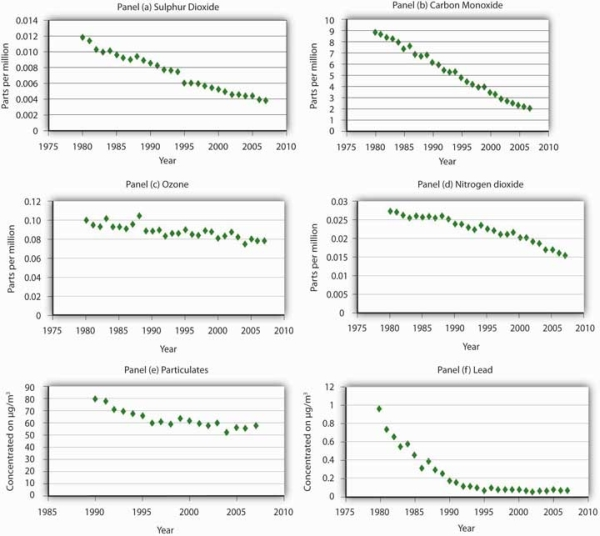 Panel (a) Sulphur Dioxide
Parts per million
0.014
0.012
0.010
0.008
0.006
0.004
0.002
0
1975 1980 1985 1990 1995 2000 2005 2010
Year
Panel (b) Carbon Monoxide
Parts per million
10
9
8
7
6
5
4
3
2
1
0
1975 1980 1985 1990 1995 2000 2005 2010
Year
Panel (c) Ozone
Parts per million
0.12
0.10
0.08
0.06
0.04
0.02
0
1975 1980 1985 1990 1995 2000 2005 2010
Year
Panel (d) Nitrogen dioxide
Parts per million
0.03
0.025
0.02
0.015
0.01
0.005
0
1975 1980 1985 1990 1995 2000 2005 2010
Year
Panel (e) Particulates
Concentrated on µg/m³
90
80
70
60
50
40
30
20
10
0
1985 1990 1995 2000 2005 2010
Year
Panel (f) Lead
Concentrated on µg/m³
1.2
1
0.8
0.6
0.4
0.2
0
1975 1980 1985 1990 1995 2000 2005 2010
Year